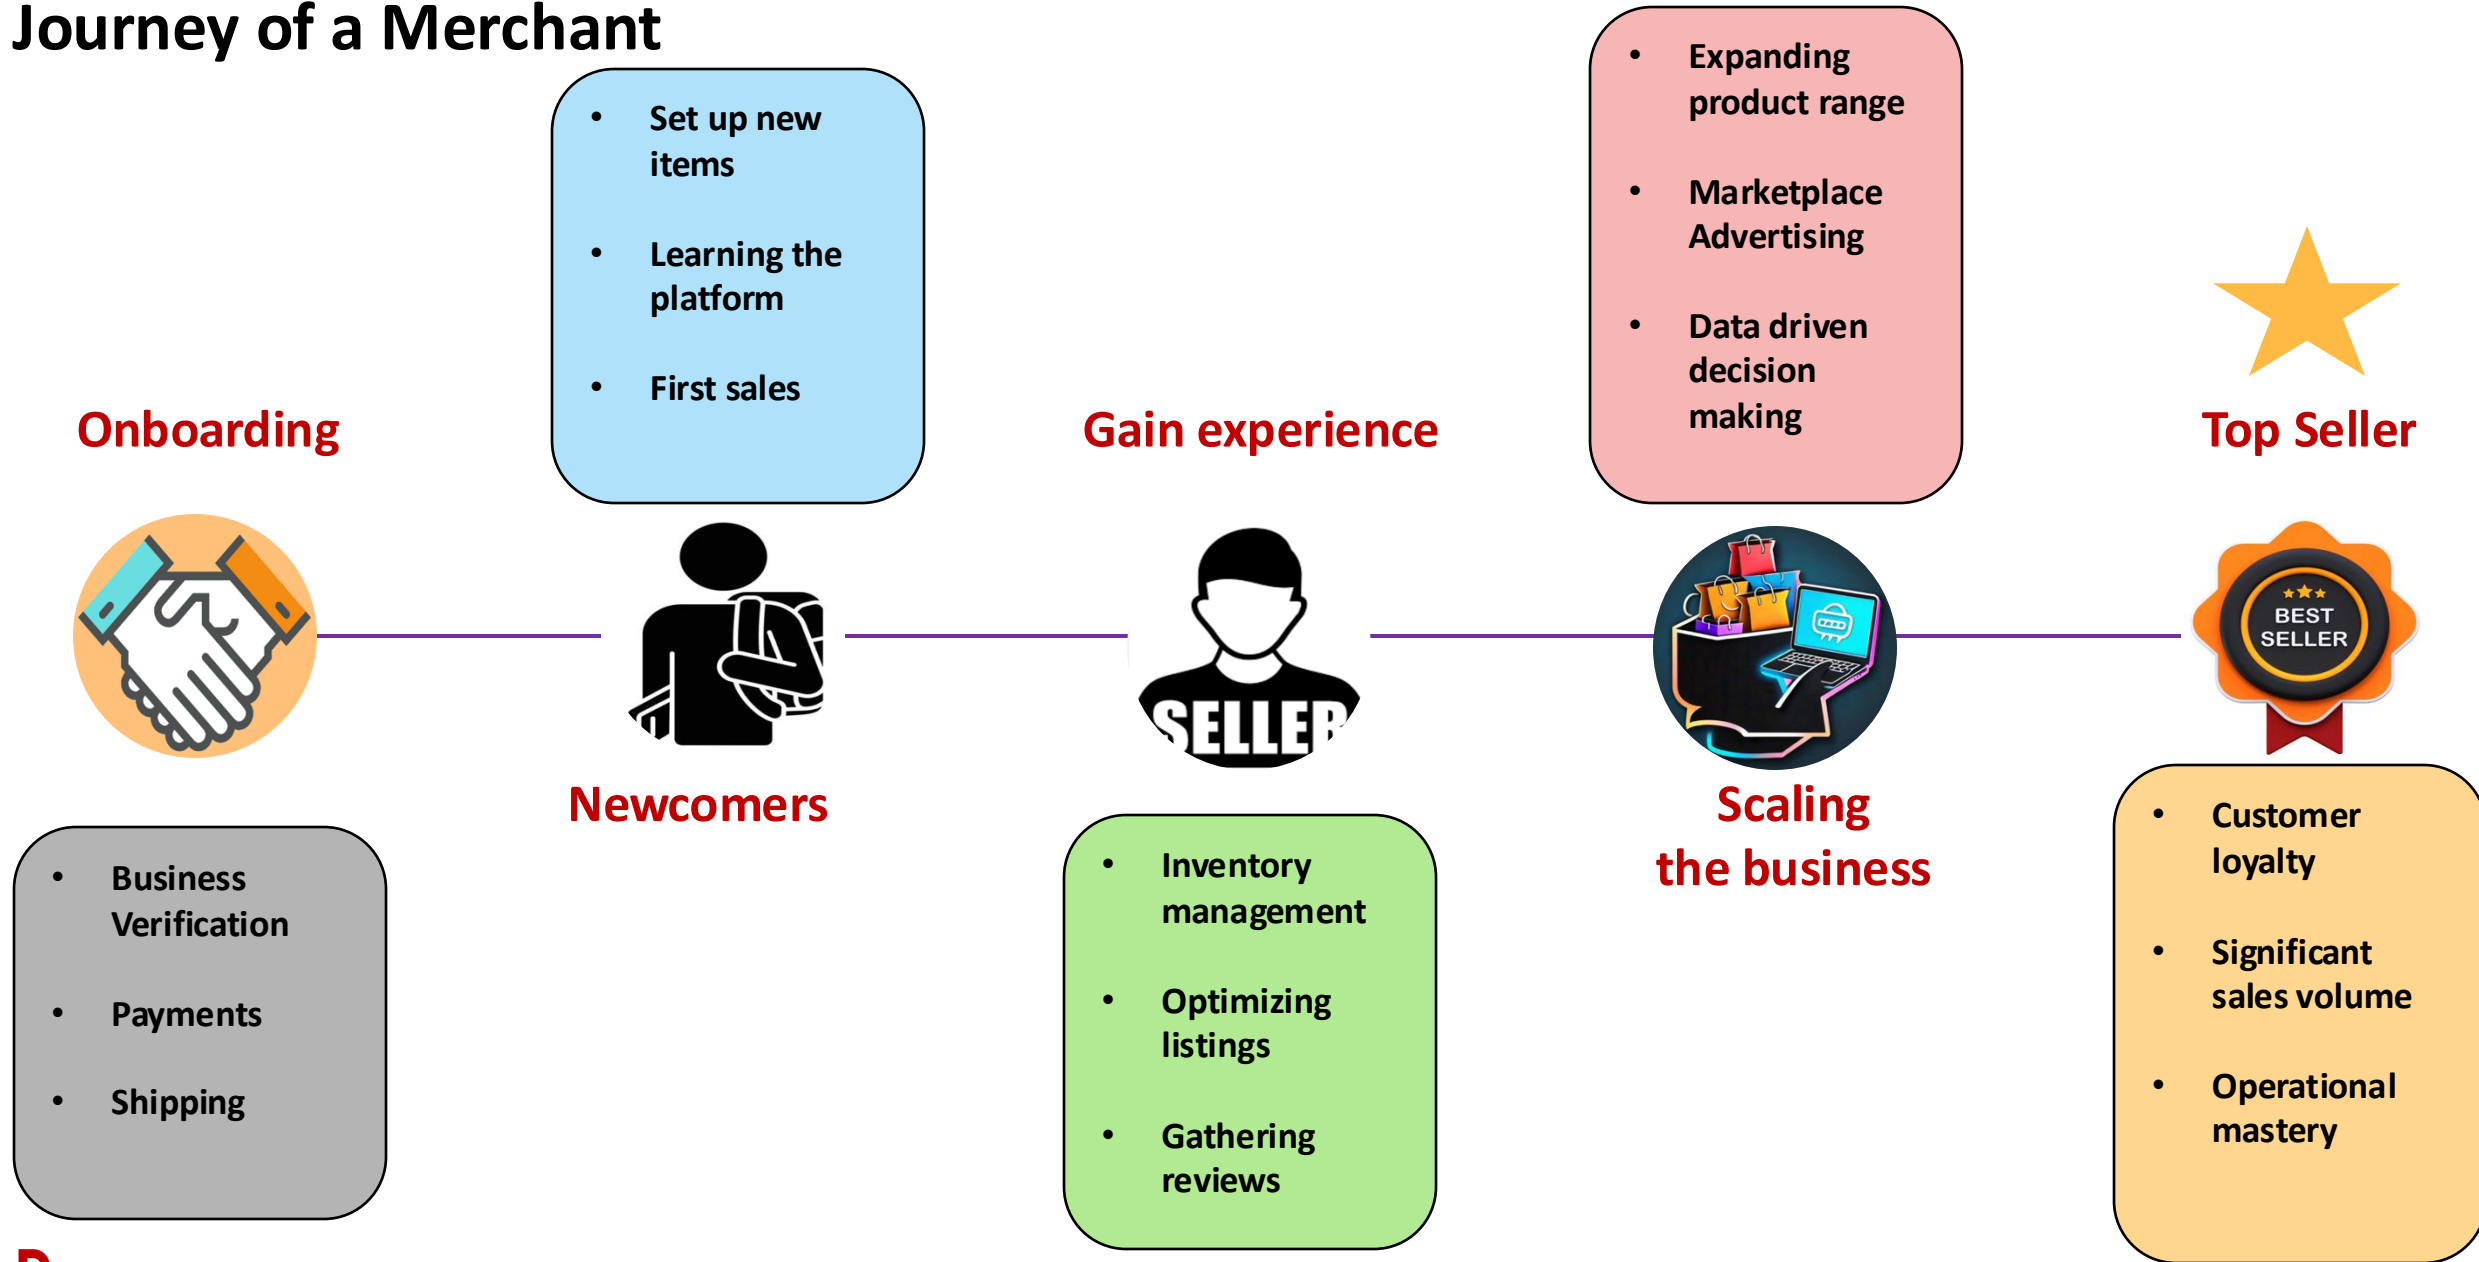 Journey of a Merchant
Onboarding
• Business
Verification
• Payments
• Shipping
• Set up new
items
• Learning the
platform
• First sales
Newcomers
Gain experience
SELLER
• Inventory
management
• Optimizing
listings
• Gathering
reviews
• Expanding
product range
• Marketplace
Advertising
• Data driven
decision
making
Scaling
the business
Top Seller
BEST
SELLER
• Customer
loyalty
• Significant
sales volume
• Operational
mastery